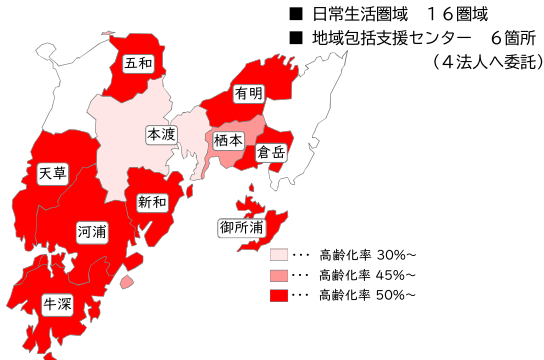 ■ 日常生活圏域　１６圏域
■ 地域包括支援センター　６箇所
（４法人へ委託）
五和
有明
本渡
栖本
倉岳
天草
新和
河浦
御所浦
牛深
・・・ 高齢化率 30%～
・・・ 高齢化率 45%～
・・・ 高齢化率 50%～